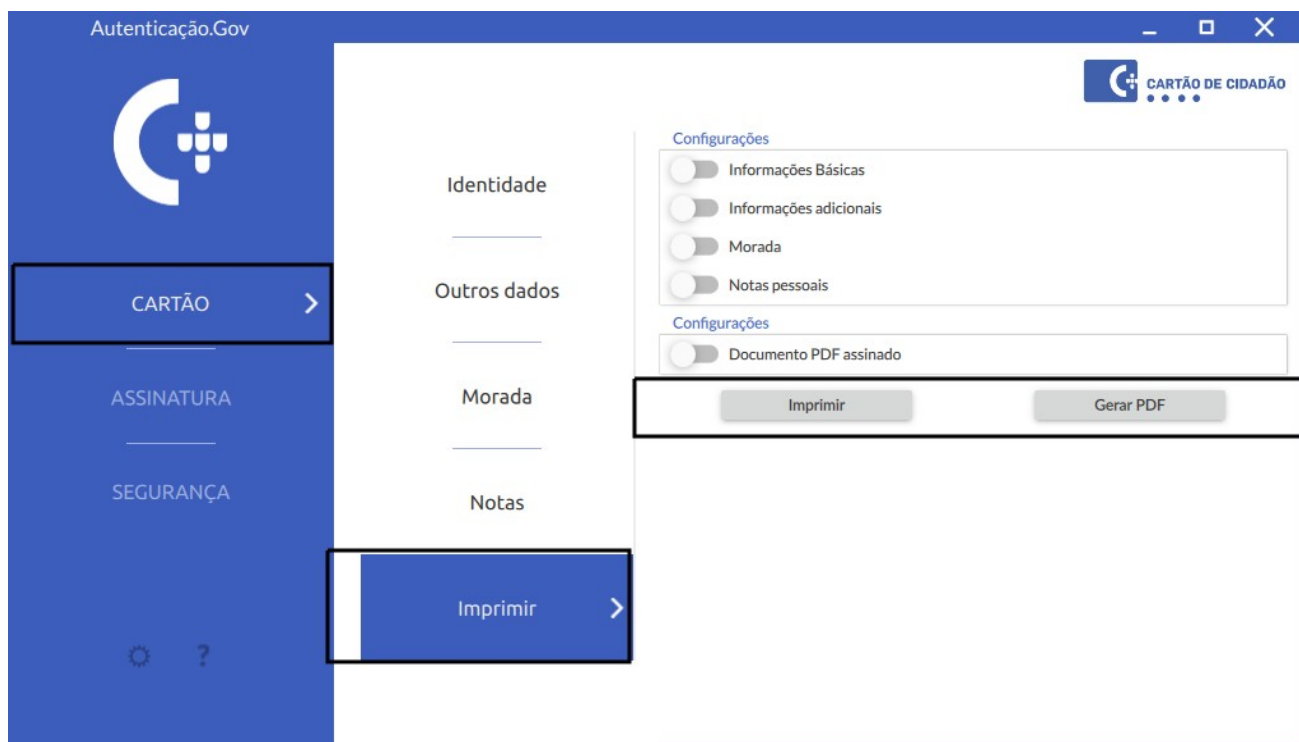 Autenticação.Gov
CARTÃO DE CIDADÃO
CARTÃO
ASSINATURA
SEGURANÇA
?
Identidade
Outros dados
Morada
Notas
Imprimir
Configurações
Informações Básicas
Informações adicionais
Morada
Notas pessoais
Configurações
Documento PDF assinado
Imprimir Gerar PDF